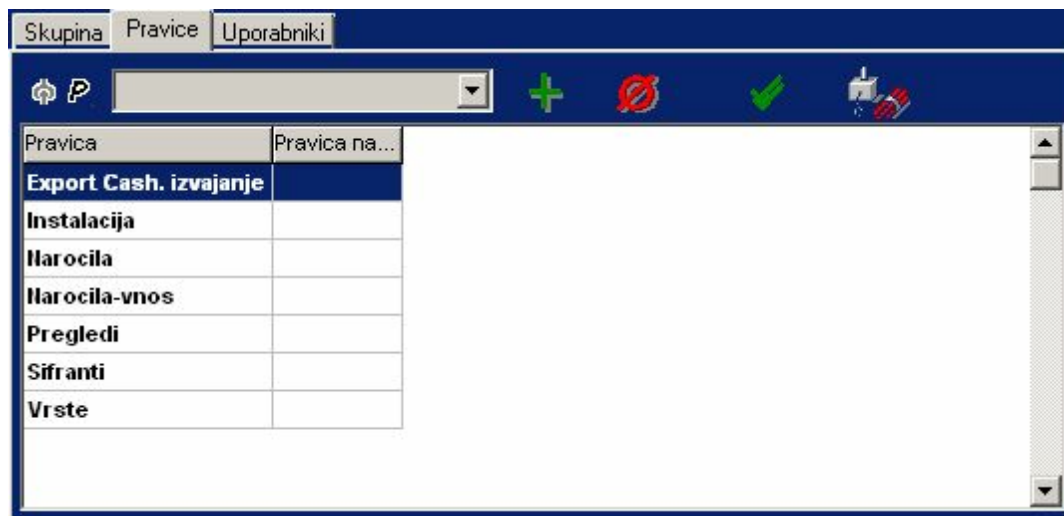 Skupina Pravice Uporabniki
P
Pravica Pravica na...
Export Cash. izvajanje
Instalacija
Narocila
Narocila-vnos
Pregledi
Sifranti
Vrste